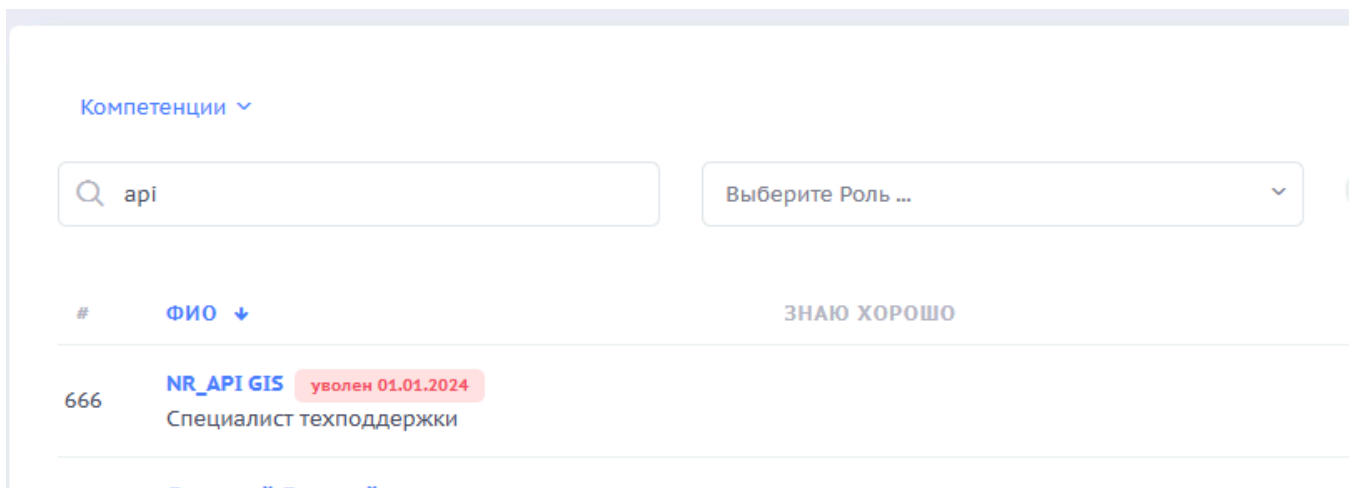 Компетенции
api
Выберите Роль ...
# ФИО ЗНАЮ ХОРОШО
666 NR_API GIS уволен 01.01.2024
Специалист техподдержки